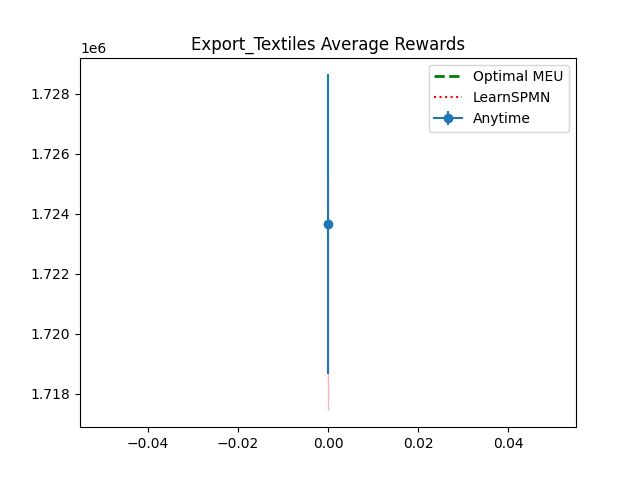 Export_Textiles Average Rewards
1e6
Optimal MEU
LearnSPMN
Anytime
1.728
1.726
1.724
1.722
1.720
1.718
−0.04
−0.02
0.00
0.02
0.04